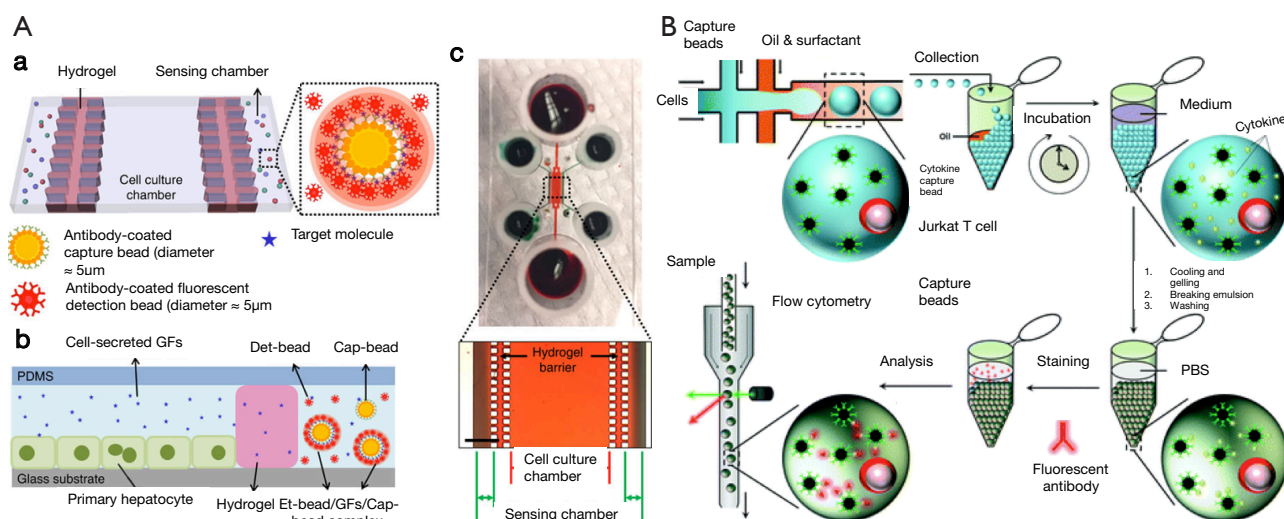 A
a
Hydrogel
Sensing chamber
Cell culture
chamber
Antibody-coated
capture bead (diameter
≈ 5um
Target molecule
Antibody-coated fluorescent
detection bead (diameter ≈ 5μm
b
Cell-secreted GFs
Det-bead
Cap-bead
PDMS
Glass substrate
Primary hepatocyte
Hydrogel
Et-bead/GFs/Cap-
bead complex
c
Hydrogel
barrier
Cell culture
chamber
Sensing chamber
B
Capture
beads
Oil & surfactant
Cells
Collection
Oil
Incubation
Medium
Cytokine
Cytokine
capture
bead
Jurkat T cell
1. Cooling and
gelling
2. Breaking emulsion
3. Washing
Sample
Flow cytometry
Capture
beads
Analysis
Staining
PBS
Fluorescent
antibody